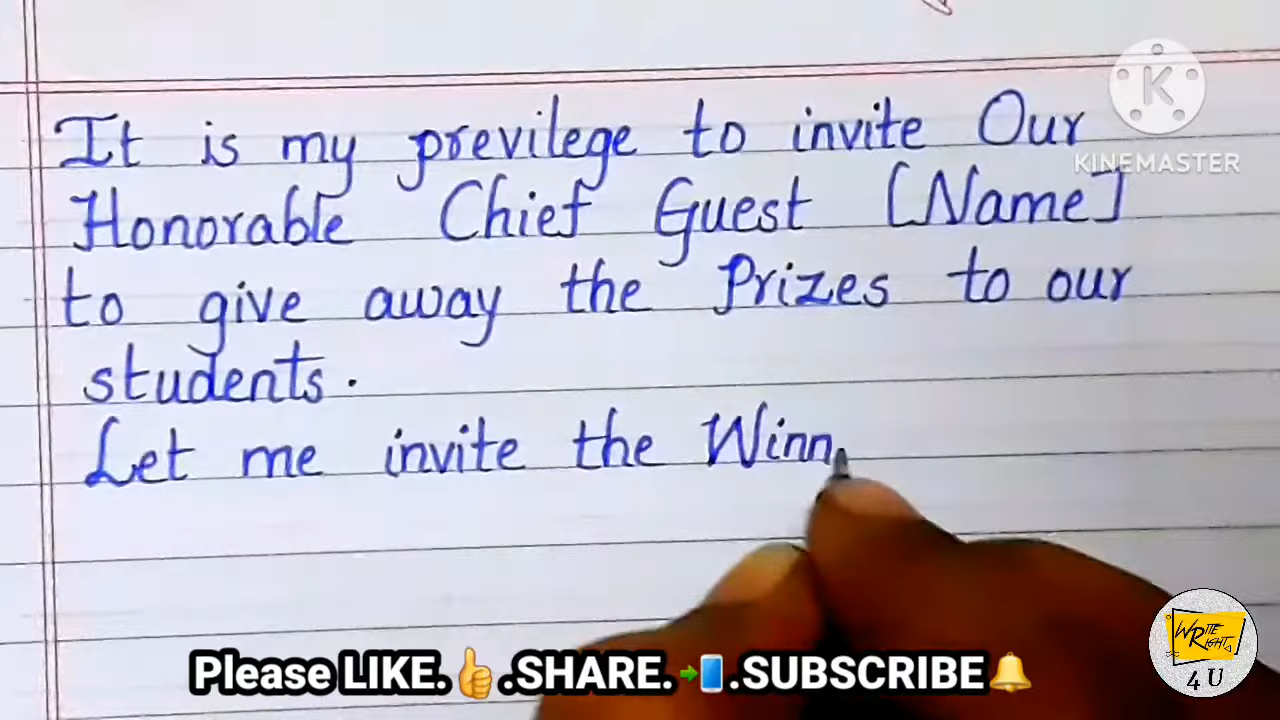 It is my previlege to invite Our
Honorable Chief Guest [Name]
to give away the Prizes to our
students.
Let me invite the Winn
KINEMASTER
WRITE
RIGHT
4 U
Please LIKE. .SHARE. .SUBSCRIBE